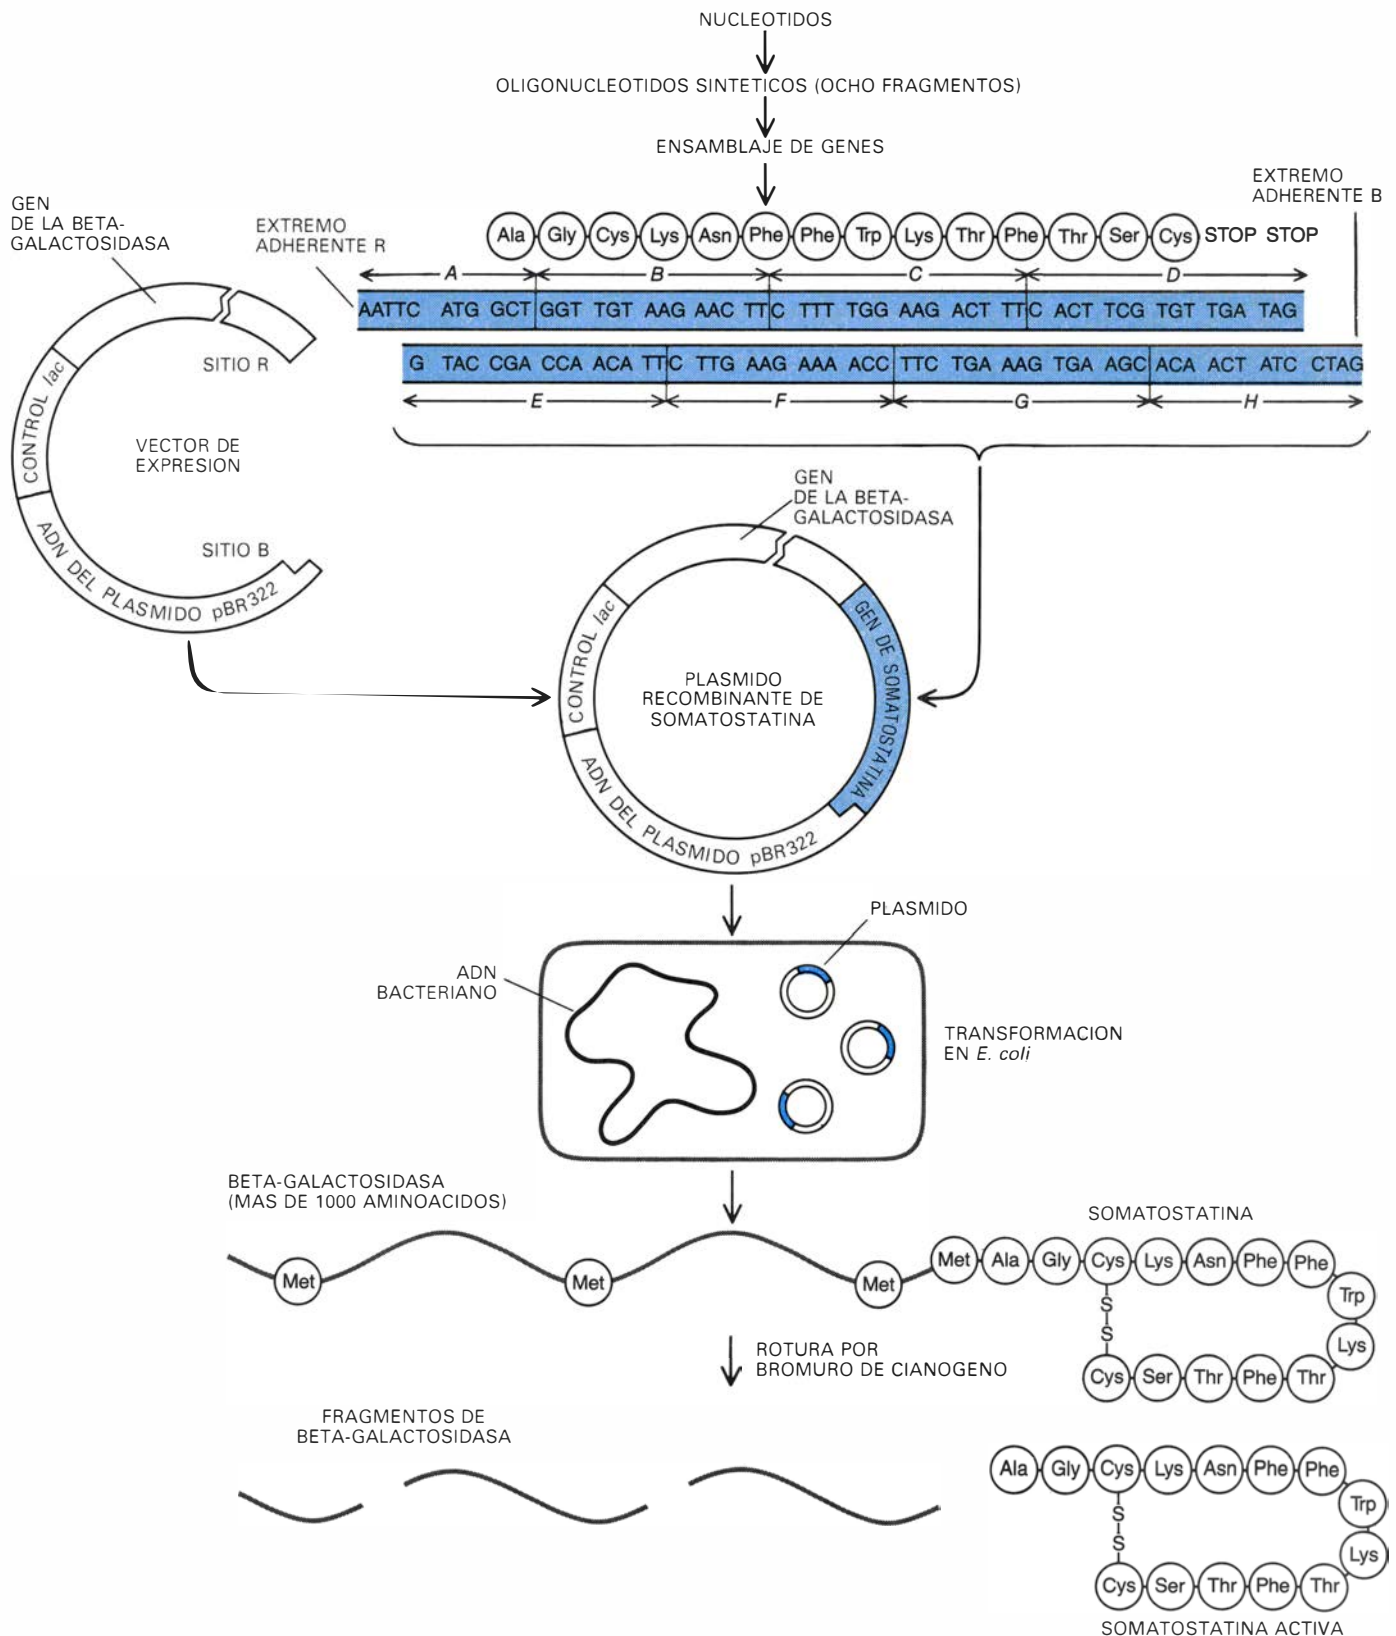 NUCLEOTIDOS
OLIGONUCLEOTIDOS SINTETICOS (OCHO FRAGMENTOS)
ENSAMBLAJE DE GENES
GEN
DE LA BETA-
GALACTOSIDASA
EXTREMO
ADHERENTE R
EXTREMO
ADHERENTE B
Ala Gly Cys Lys Asn Phe Phe Trp Lys Thr Phe Thr Ser Cys STOP STOP
A B C D
AATTC ATG GCT GGT TGT AAG AAC TTC TTT TGG AAG ACT TTC ACT TCG TGT TGA TAG
G TAC CGA CCA ACA TTC TTG AAG AAA ACC TTC TGA AAG TGA AGC ACA ACT ATC CTAG
E F G H
SITIO R
CONTROL lac
VECTOR DE
EXPRESION
SITIO B
ADN DEL PLASMIDO pBR322
GEN
DE LA BETA-
GALACTOSIDASA
CONTROL lac
GEN DE SOMATOSTATINA
PLASMIDO
RECOMBINANTE DE
SOMATOSTATINA
ADN DEL PLASMIDO pBR322
PLASMIDO
ADN
BACTERIANO
TRANSFORMACION
EN E. coli
BETA-GALACTOSIDASA
(MAS DE 1000 AMINOACIDOS)
SOMATOSTATINA
Met Met Met Met Ala Gly Cys Lys Asn Phe Phe
Trp
S
S
Lys
Cys Ser Thr Phe Thr
ROTURA POR
BROMURO DE CIANOGENO
FRAGMENTOS DE
BETA-GALACTOSIDASA
Ala Gly Cys Lys Asn Phe Phe
Trp
S
S
Lys
Cys Ser Thr Phe Thr
SOMATOSTATINA ACTIVA